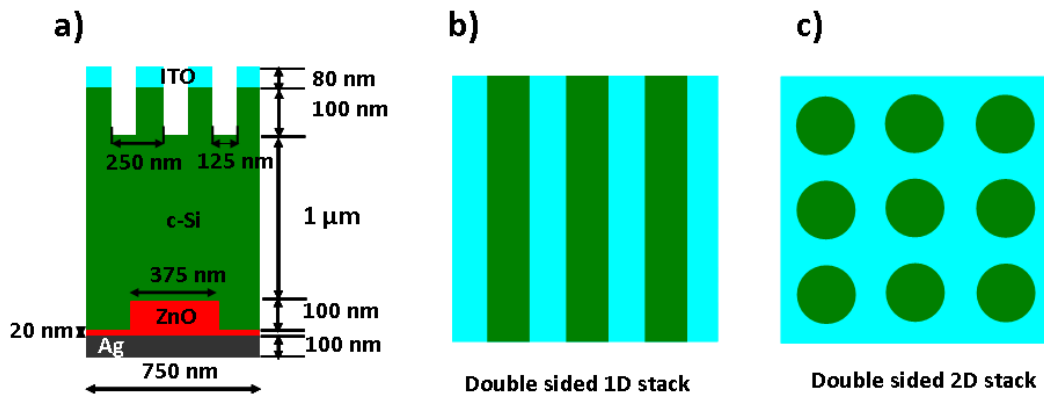 a)
b)
c)
ITO
80 nm
100 nm
250 nm
125 nm
1 µm
c-Si
375 nm
ZnO
100 nm
20 nm
Ag
100 nm
750 nm
Double sided 1D stack
Double sided 2D stack